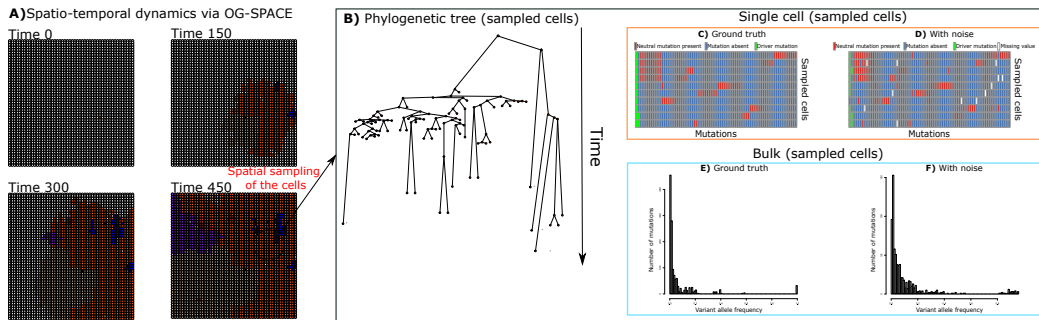 A)Spatio-temporal dynamics via OG-SPACE
Time 0
Time 150
Time 300
Time 450
Spatial sampling
of the cells
B) Phylogenetic tree (sampled cells)
Time
Single cell (sampled cells)
C) Ground truth
Neutral mutation present
Mutation absent
Driver mutation
Sampled cells
Mutations
D) With noise
Neutral mutation present
Mutation absent
Driver mutation
Missing value
Sampled cells
Mutations
Bulk (sampled cells)
E) Ground truth
Number of mutations
Variant allele frequency
F) With noise
Number of mutations
Variant allele frequency